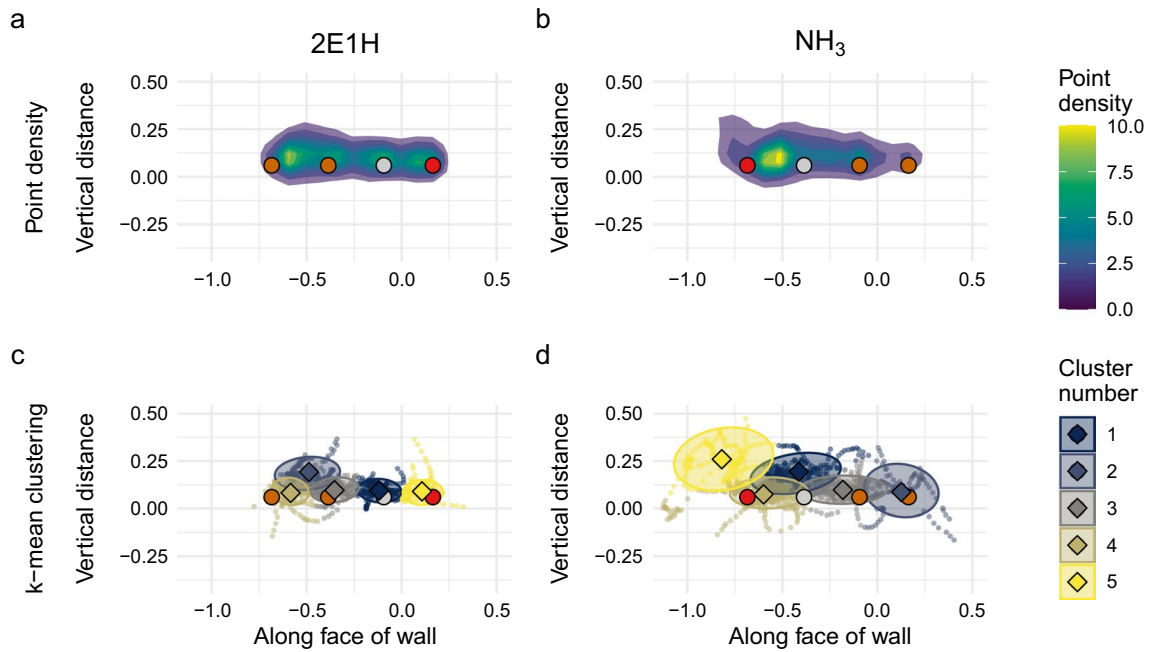 a
b
2E1H
NH₃
Point density
Vertical distance
0.50
0.25
0.00
−0.25
−1.0 −0.5 0.0 0.5
Vertical distance
0.50
0.25
0.00
−0.25
−1.0 −0.5 0.0 0.5
Point
density
10.0
7.5
5.0
2.5
0.0
c
d
k−mean clustering
Vertical distance
0.50
0.25
0.00
−0.25
−1.0 −0.5 0.0 0.5
Along face of wall
Vertical distance
0.50
0.25
0.00
−0.25
−1.0 −0.5 0.0 0.5
Along face of wall
Cluster
number
1
2
3
4
5